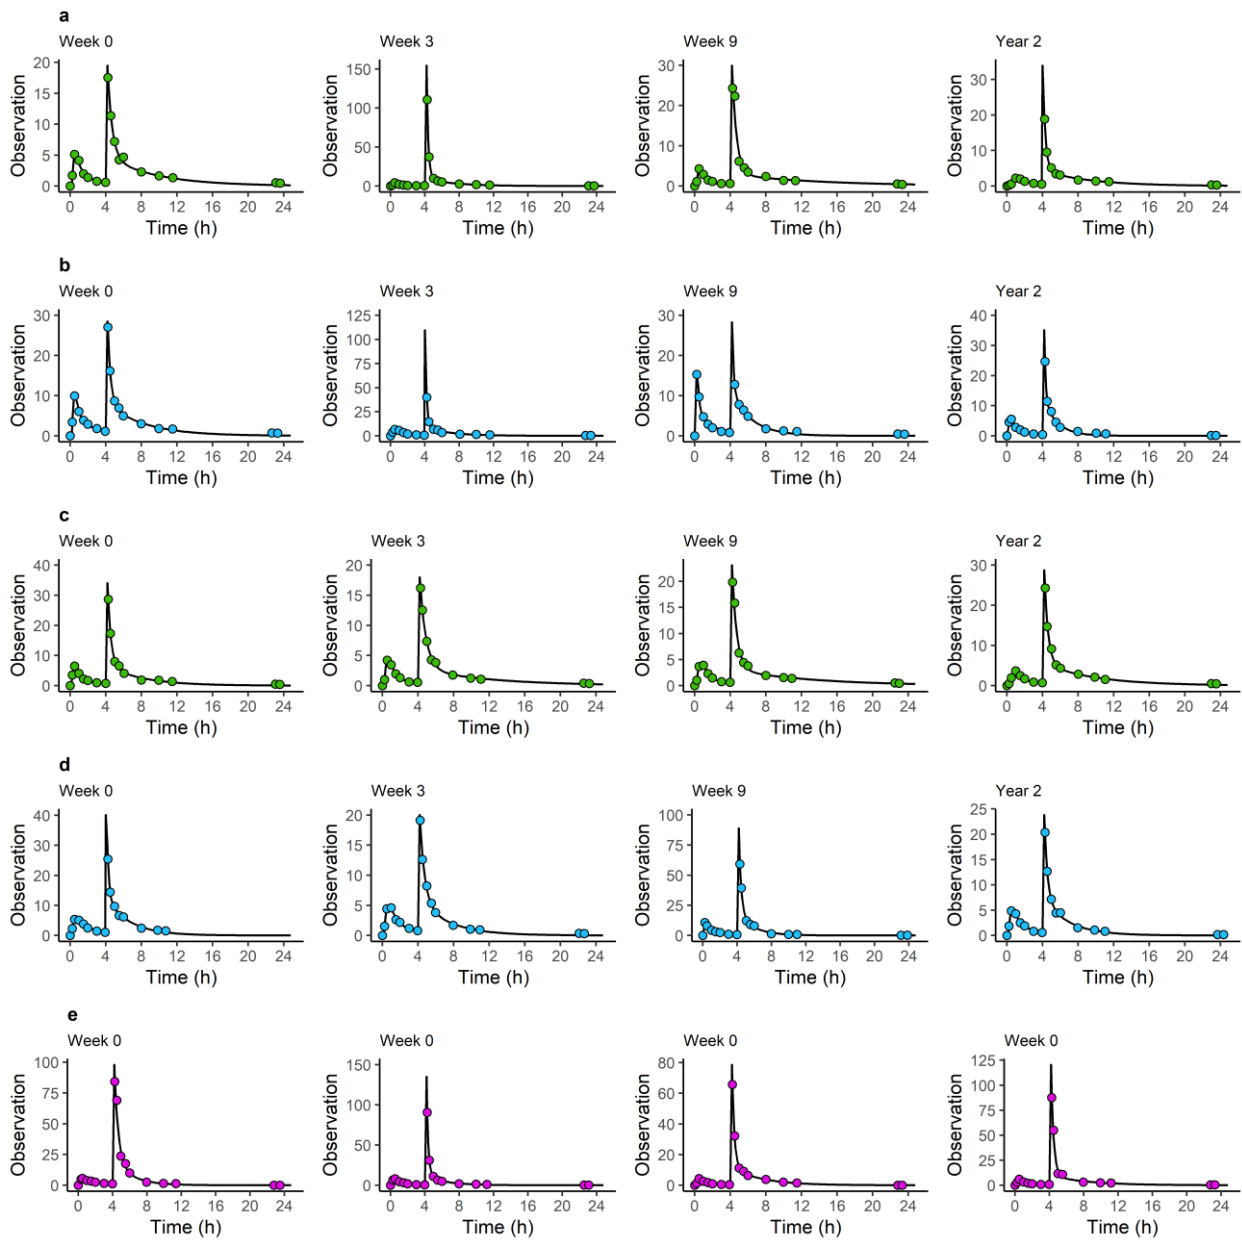 a
Week 0 Week 3 Week 9 Year 2
Observation Observation Observation Observation
20 15 10 5 0
150 100 50 0
30 20 10 0
30 20 10 0
0 4 8 12 16 20 24 0 4 8 12 16 20 24 0 4 8 12 16 20 24 0 4 8 12 16 20 24
Time (h) Time (h) Time (h) Time (h)
b
Week 0 Week 3 Week 9 Year 2
Observation Observation Observation Observation
30 20 10 0
125 100 75 50 25 0
30 20 10 0
40 30 20 10 0
0 4 8 12 16 20 24 0 4 8 12 16 20 24 0 4 8 12 16 20 24 0 4 8 12 16 20 24
Time (h) Time (h) Time (h) Time (h)
c
Week 0 Week 3 Week 9 Year 2
Observation Observation Observation Observation
40 30 20 10 0
20 15 10 5 0
20 15 10 5 0
30 20 10 0
0 4 8 12 16 20 24 0 4 8 12 16 20 24 0 4 8 12 16 20 24 0 4 8 12 16 20 24
Time (h) Time (h) Time (h) Time (h)
d
Week 0 Week 3 Week 9 Year 2
Observation Observation Observation Observation
40 30 20 10 0
20 15 10 5 0
100 75 50 25 0
25 20 15 10 5 0
0 4 8 12 16 20 24 0 4 8 12 16 20 24 0 4 8 12 16 20 24 0 4 8 12 16 20 24
Time (h) Time (h) Time (h) Time (h)
e
Week 0 Week 0 Week 0 Week 0
Observation Observation Observation Observation
100 75 50 25 0
150 100 50 0
80 60 40 20 0
125 100 75 50 25 0
0 4 8 12 16 20 24 0 4 8 12 16 20 24 0 4 8 12 16 20 24 0 4 8 12 16 20 24
Time (h) Time (h) Time (h) Time (h)